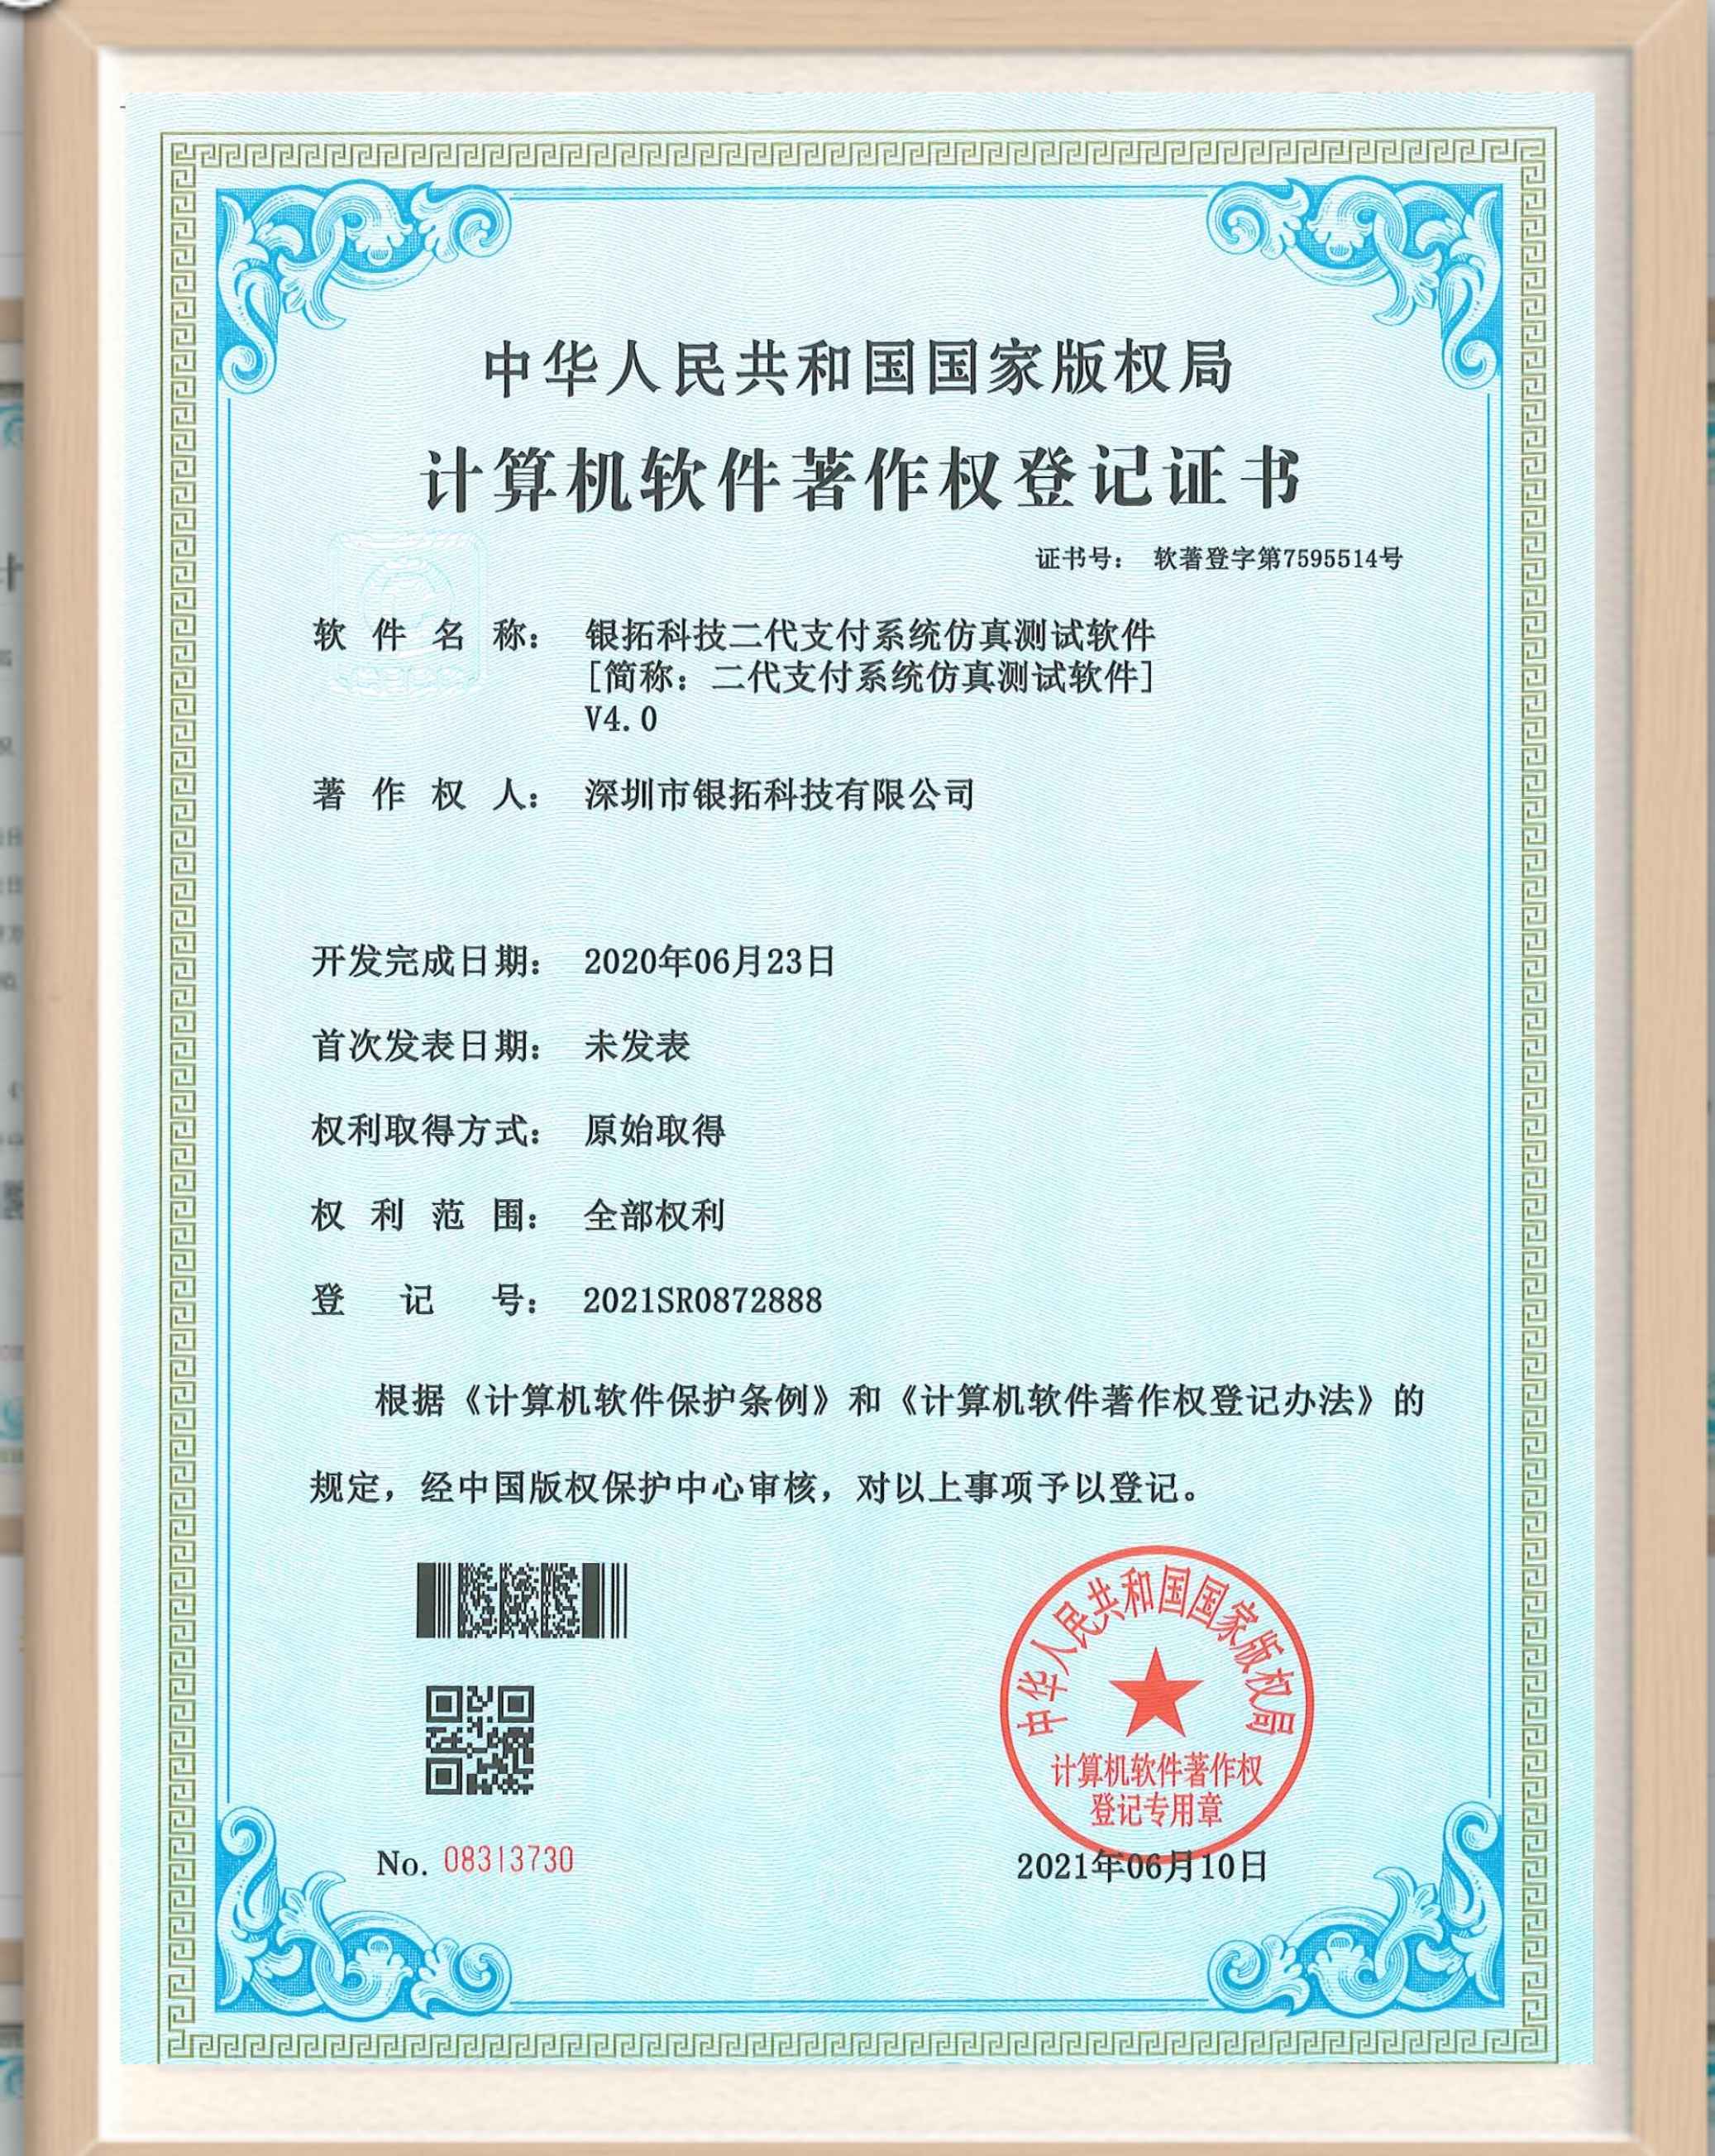 中华人民共和国国家版权局
计算机软件著作权登记证书
证书号： 软著登字第7595514号
软件名称： 银拓科技二代支付系统仿真测试软件
[简称：二代支付系统仿真测试软件]
V4.0
著作权人： 深圳市银拓科技有限公司
开发完成日期： 2020年06月23日
首次发表日期： 未发表
权利取得方式： 原始取得
权利范围： 全部权利
登记号： 2021SR0872888
根据《计算机软件保护条例》和《计算机软件著作权登记办法》的
规定，经中国版权保护中心审核，对以上事项予以登记。
中华人民共和国国家版权局
计算机软件著作权
登记专用章
No. 08313730
2021年06月10日